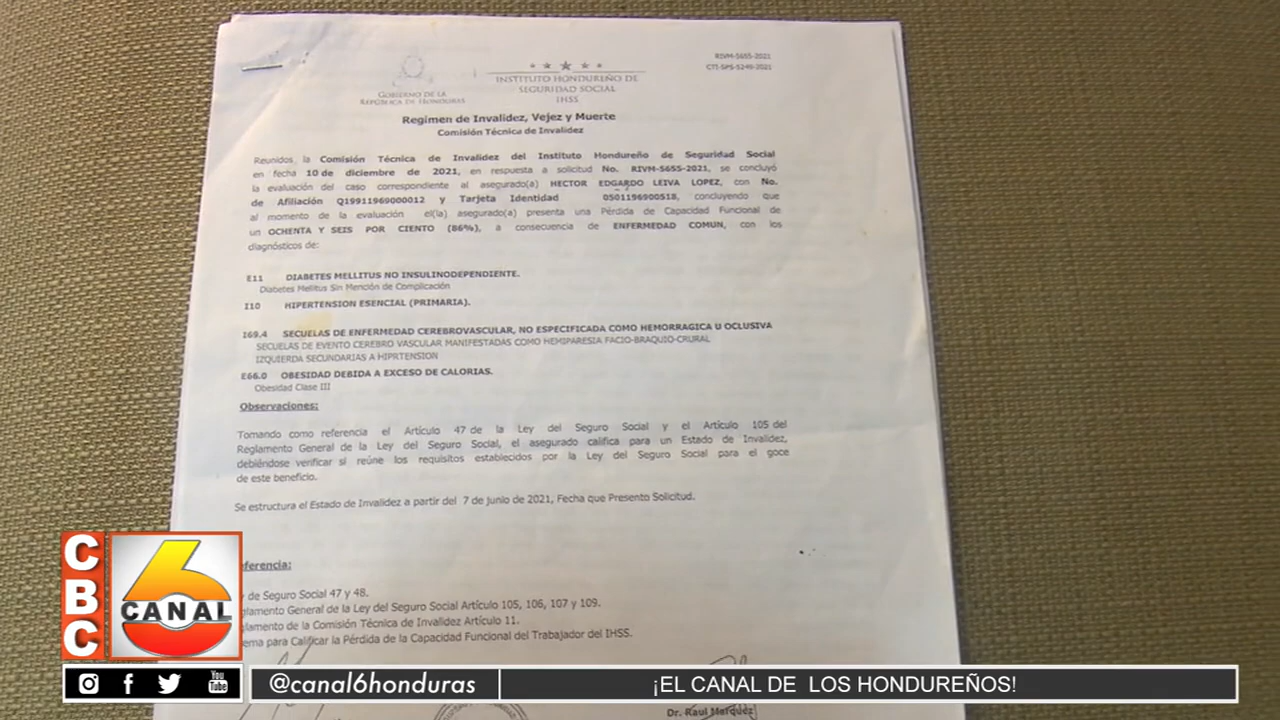 RIVM-5655-2021
CTI-SPS-5249-2021
GOBIERNO DE LA
REPÚBLICA DE HONDURAS
INSTITUTO HONDUREÑO DE
SEGURIDAD SOCIAL
IHSS
Regimen de Invalidez, Vejez y Muerte
Comisión Técnica de Invalidez
Reunidos la Comisión Técnica de Invalidez del Instituto Hondureño de Seguridad Social
en fecha 10 de diciembre de 2021, en respuesta a solicitud No. RIVM-5655-2021, se concluyó
la evaluación del caso correspondiente al asegurado(a) HECTOR EDGARDO LEIVA LOPEZ, con No.
de Afiliación Q19911969000012 y Tarjeta Identidad 0501196900518, concluyendo que
al momento de la evaluación el(la) asegurado(a) presenta una Pérdida de Capacidad Funcional de
un OCHENTA Y SEIS POR CIENTO (86%), a consecuencia de ENFERMEDAD COMUN, con los
diagnósticos de:
E11 DIABETES MELLITUS NO INSULINODEPENDIENTE.
Diabetes Mellitus Sin Mención de Complicación
I10 HIPERTENSION ESENCIAL (PRIMARIA).
I69.4 SECUELAS DE ENFERMEDAD CEREBROVASCULAR, NO ESPECIFICADA COMO HEMORRAGICA U OCLUSIVA
SECUELAS DE EVENTO CEREBRO VASCULAR MANIFESTADAS COMO HEMIPARESIA FACIO-BRAQUIO-CRURAL
IZQUIERDA SECUNDARIAS A HIPRTENSION
E66.0 OBESIDAD DEBIDA A EXCESO DE CALORIAS.
Obesidad Clase III
Observaciones:
Tomando como referencia el Artículo 47 de la Ley del Seguro Social y el Artículo 105 del
Reglamento General de la Ley del Seguro Social, el asegurado califica para un Estado de Invalidez,
debiéndose verificar si reúne los requisitos establecidos por la Ley del Seguro Social para el goce
de este beneficio.
Se estructura el Estado de Invalidez a partir del 7 de junio de 2021, Fecha que Presento Solicitud.
ferencia:
de Seguro Social 47 y 48.
glamento General de la Ley del Seguro Social Artículo 105, 106, 107 y 109.
glamento de la Comisión Técnica de Invalidez Artículo 11.
ema para Calificar la Pérdida de la Capacidad Funcional del Trabajador del IHSS.
Dr. Raul Marquez
CBC
6
CANAL
You Tube
@canal6honduras
¡EL CANAL DE LOS HONDUREÑOS!